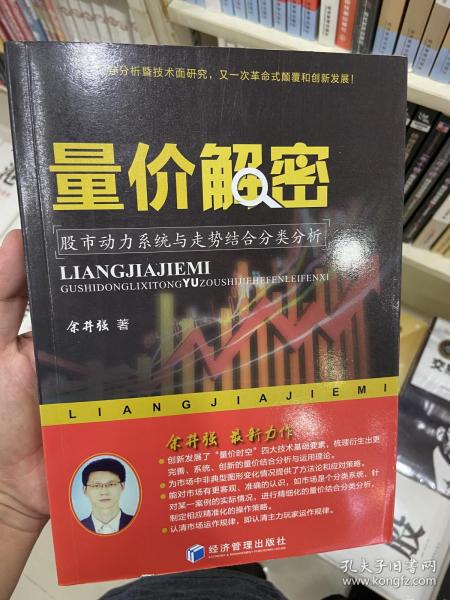 分析暨技术面研究，又一次革命式颠覆和创新发展！
量价解密
股市动力系统与走势结合分类分析
LIANGJIAJIEMI
GUSHIDONGLIXITONGYUZOUSHIJIEHEFENLEIFENXI
余井强 著
LIANGJIAJIEMI
余井强 最新力作
创新发展了“量价时空”四大技术基础要素，梳理衍生出更
完善、系统、创新的量价结合分析与运用理论。
为市场中非典型图形变化情况提供了方法论和应对策略。
能对市场有更客观、准确的认识，如市场是个分类系统，针
对某一案例的实际情况，进行精细化的量价结合分类分析，
制定相应精准化的操作策略。
认清市场运作规律，即认清主力玩家运作规律。
经济管理出版社
ECONOMY & MANAGEMENT PUBLISHING HOUSE
孔夫子旧书网
www.kongfz.com